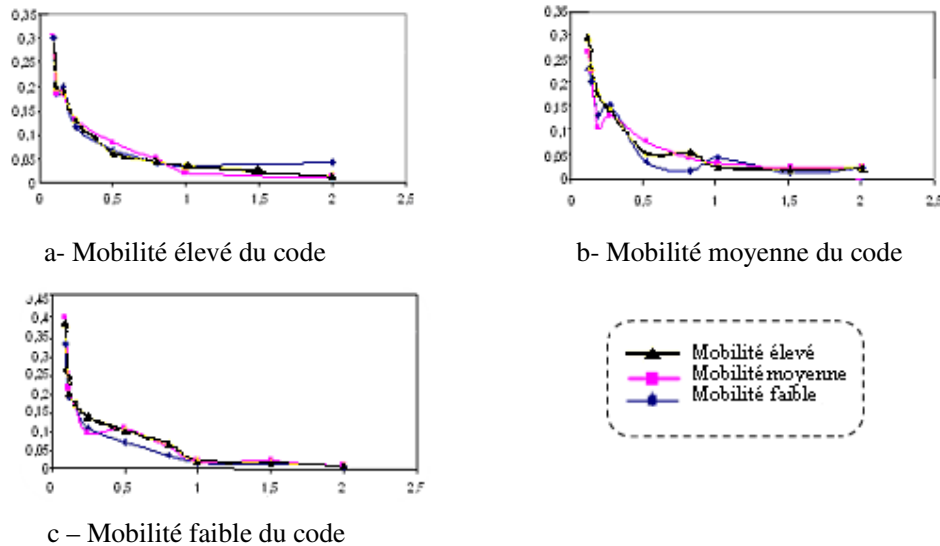 0,35
0,3
0,25
0,2
0,15
0,1
0,05
0
0 0,5 1 1,5 2 2,5
a- Mobilité élevé du code
0,35
0,3
0,25
0,2
0,15
0,1
0,05
0
0 0,5 1 1,5 2 2,5
b- Mobilité moyenne du code
0,45
0,4
0,35
0,3
0,25
0,2
0,15
0,1
0,05
0
0 0,5 1 1,5 2 2,5
c – Mobilité faible du code
Mobilité élevé
Mobilité moyenne
Mobilité faible